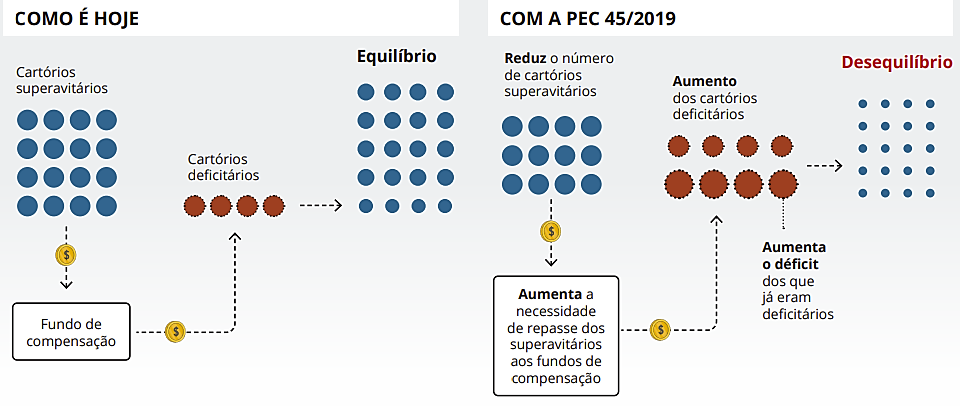 COMO É HOJE
Cartórios
superavitários
Equilíbrio
Cartórios
deficitários
$
$
Fundo de
compensação
COM A PEC 45/2019
Reduz o número
de cartórios
superavitários
Aumento
dos cartórios
deficitários
Desequilíbrio
$
Aumenta
o déficit
dos que
já eram
deficitários
Aumenta a
necessidade
de repasse dos
superavitários
aos fundos de
compensação
$